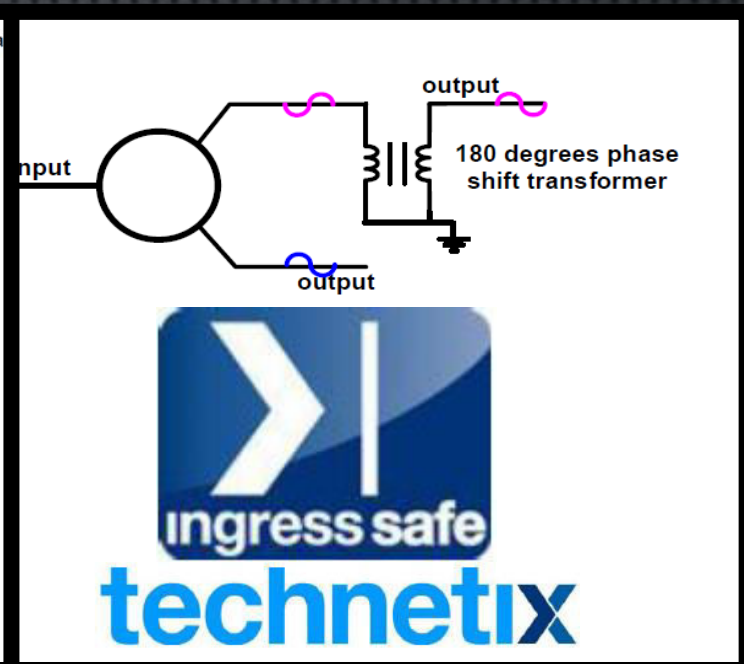 output
nput
180 degrees phase
shift transformer
output
ingress safe
technetix